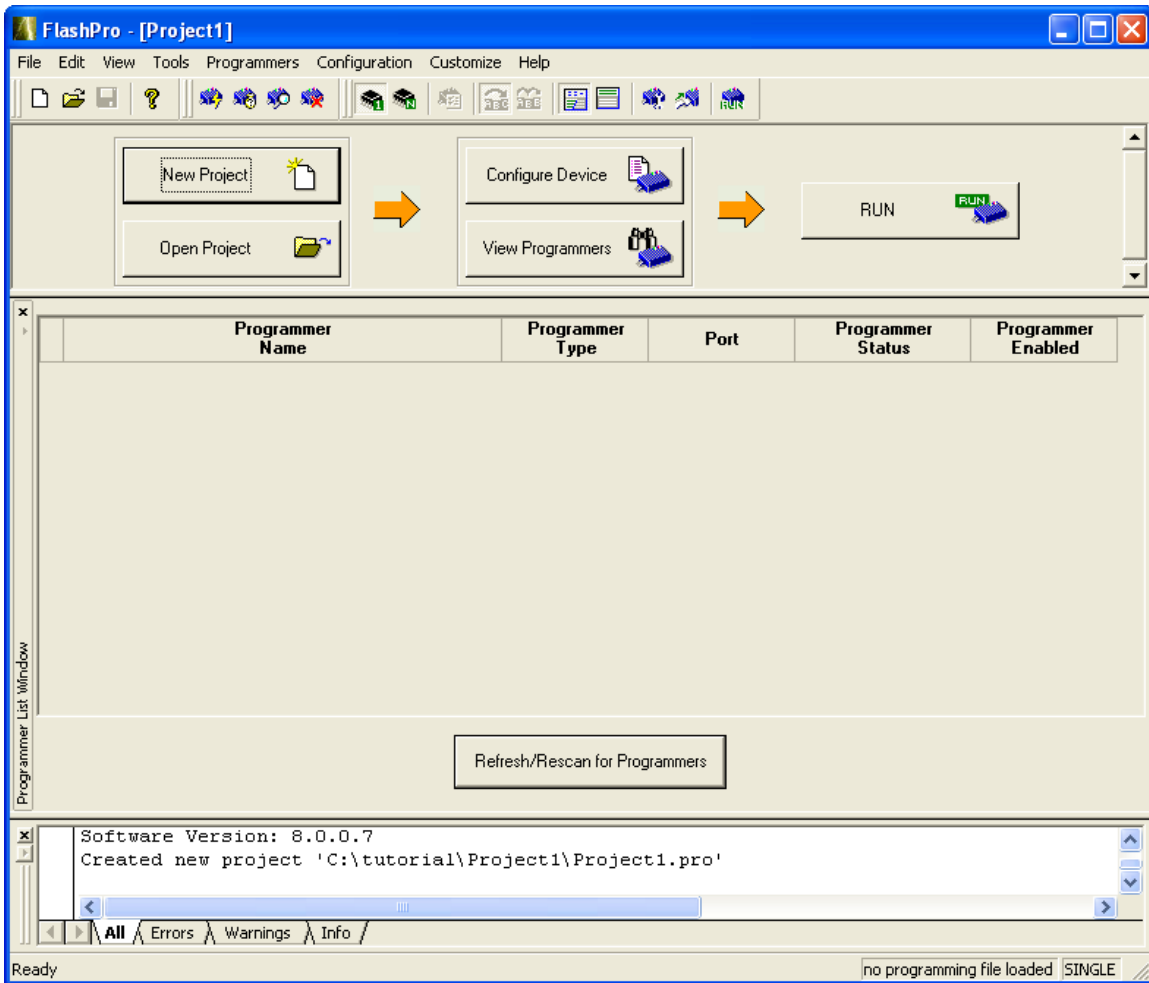 FlashPro - [Project1]
File Edit View Tools Programmers Configuration Customize Help
New Project
Configure Device
RUN
RUN
Open Project
View Programmers
Programmer Name
Programmer Type
Port
Programmer Status
Programmer Enabled
Programmer List Window
Refresh/Rescan for Programmers
Software Version: 8.0.0.7
Created new project 'C:\tutorial\Project1\Project1.pro'
All Errors Warnings Info
Ready
no programming file loaded SINGLE